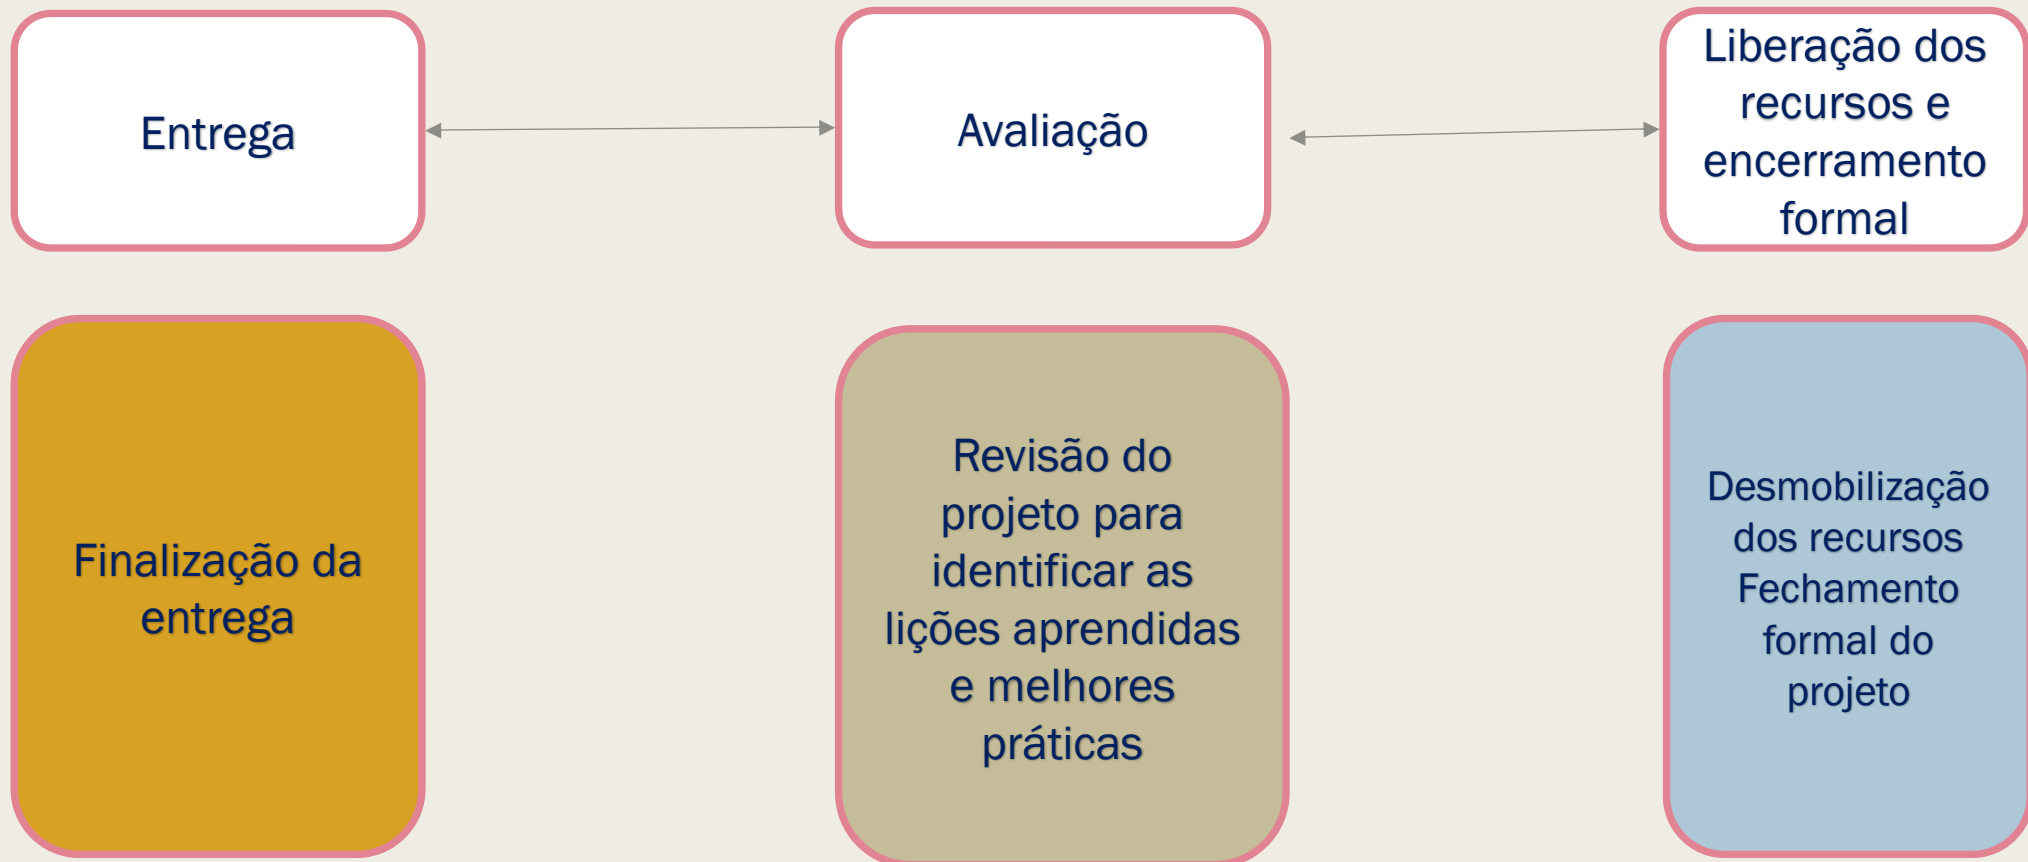 Entrega
Avaliação
Liberação dos
recursos e
encerramento
formal
Finalização da
entrega
Revisão do
projeto para
identificar as
lições aprendidas
e melhores
práticas
Desmobilização
dos recursos
Fechamento
formal do
projeto